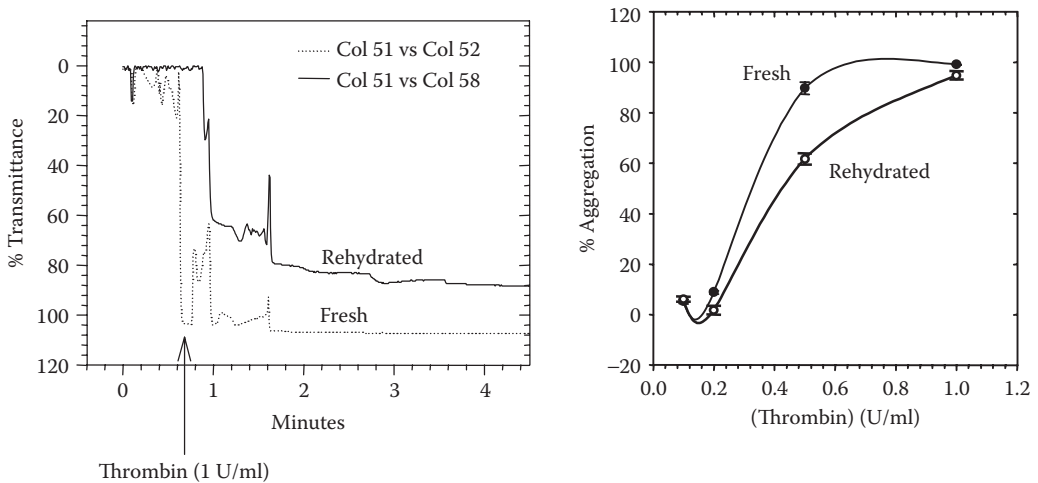 % Transmittance
0
20
40
60
80
100
120
Col 51 vs Col 52
Col 51 vs Col 58
Rehydrated
Fresh
0 1 2 3 4
Minutes
Thrombin (1 U/ml)
% Aggregation
120
100
80
60
40
20
0
−20
Fresh
Rehydrated
0.0 0.2 0.4 0.6 0.8 1.0 1.2
(Thrombin) (U/ml)